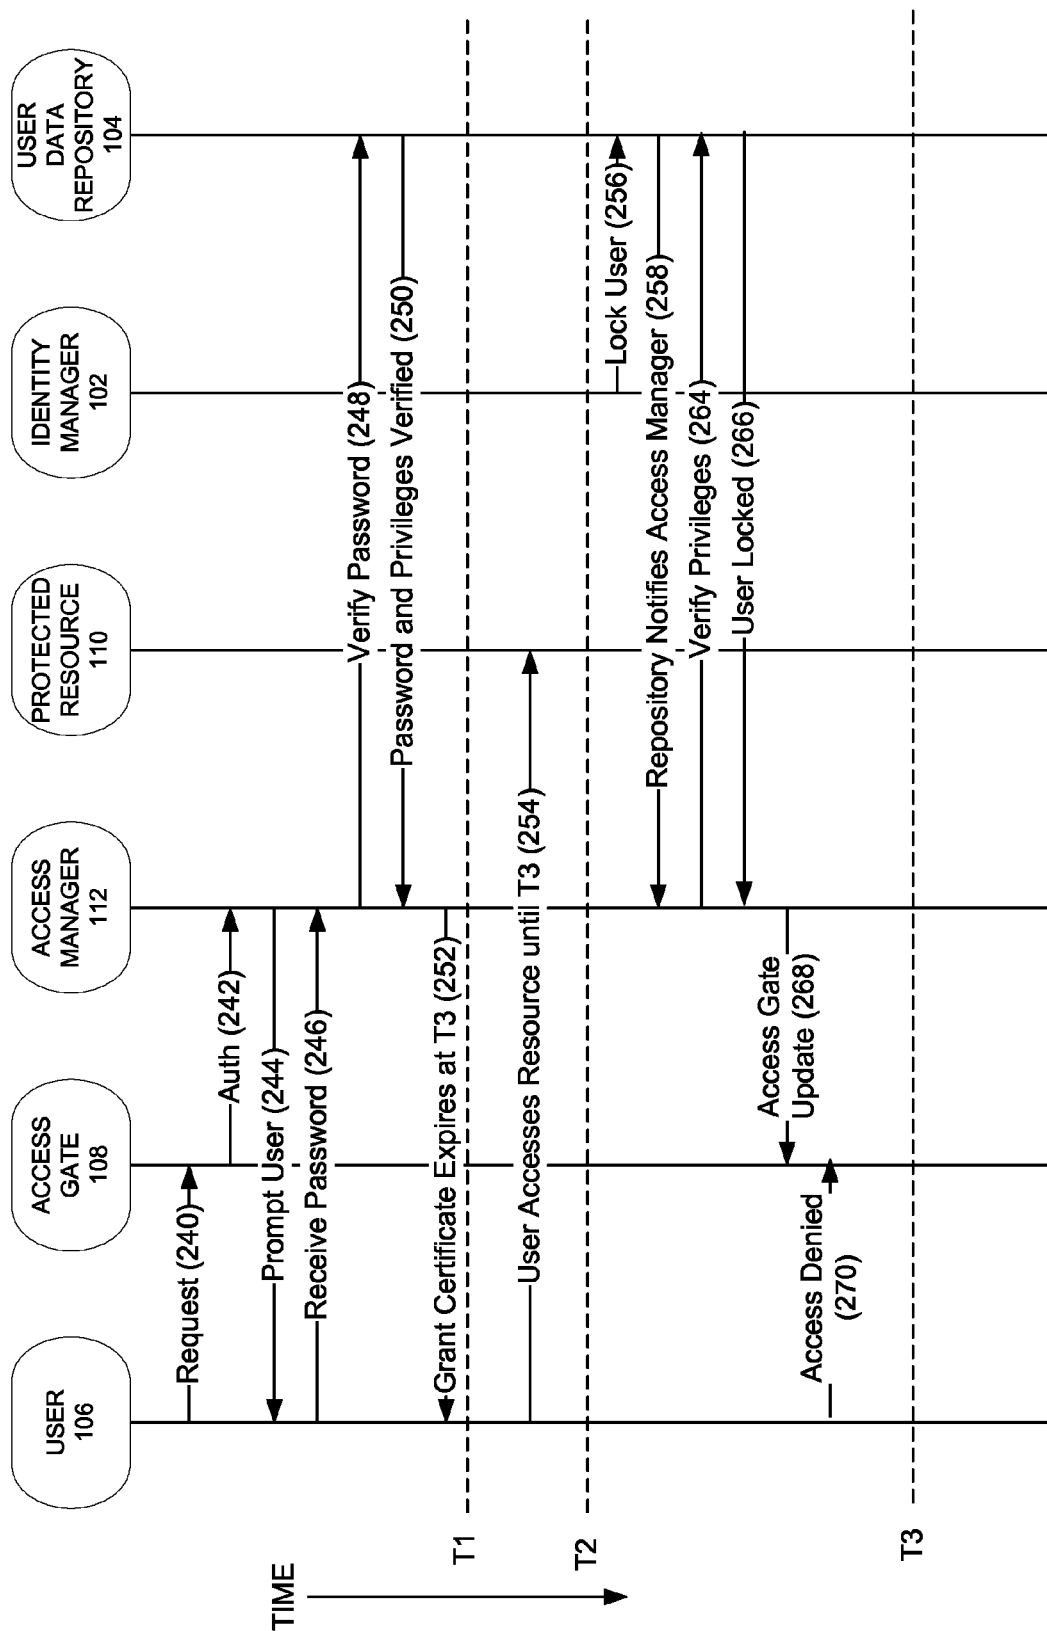 USER
106
ACCESS
GATE
108
ACCESS
MANAGER
112
PROTECTED
RESOURCE
110
IDENTITY
MANAGER
102
USER
DATA
REPOSITORY
104
TIME
Request (240)
Auth (242)
Prompt User (244)
Receive Password (246)
Verify Password (248)
Password and Privileges Verified (250)
Grant Certificate Expires at T3 (252)
T1
User Accesses Resource until T3 (254)
T2
Lock User (256)
Repository Notifies Access Manager (258)
Verify Privileges (264)
User Locked (266)
Access Gate
Update (268)
Access Denied
(270)
T3